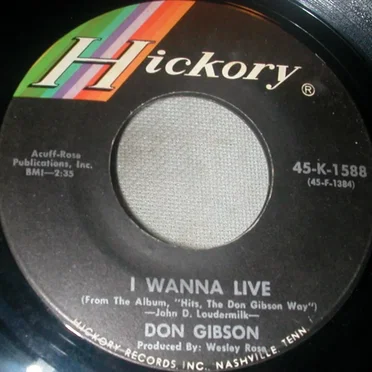 Hickory ®
Acuff-Rose
Publications, Inc.
BMI—2:35
45-K-1588
(45-F-1384)
I WANNA LIVE
(From The Album, "Hits, The Don Gibson Way")
—John D. Loudermilk—
DON GIBSON
Produced By: Wesley Rose
HICKORY RECORDS, INC., NASHVILLE, TENN.